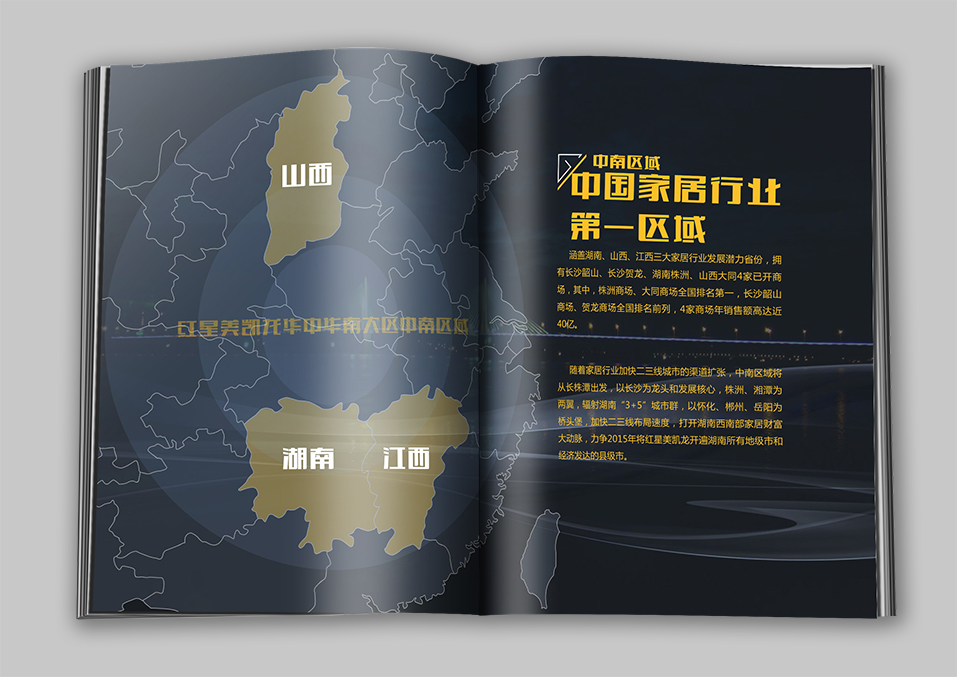 山西
红星美凯龙华中华南大区中南区域
湖南
江西
中南区域
中国家居行业
第一区域
涵盖湖南、山西、江西三大家居行业发展潜力省份，拥
有长沙韶山、长沙贺龙、湖南株洲、山西大同4家已开商
场，其中，株洲商场、大同商场全国排名第一，长沙韶山
商场、贺龙商场全国排名前列，4家商场年销售额高达近
40亿。
随着家居行业加快二三线城市的渠道扩张，中南区域将
从长株潭出发，以长沙为龙头和发展核心，株洲、湘潭为
两翼，辐射湖南“3+5”城市群，以怀化、郴州、岳阳为
桥头堡，加快二三线布局速度，打开湖南西南部家居财富
大动脉，力争2015年将红星美凯龙开遍湖南所有地级市和
经济发达的县级市。